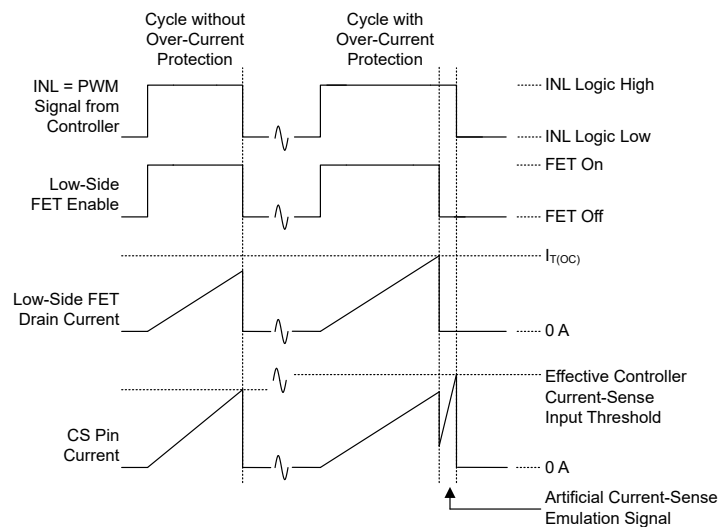 Cycle without
Over-Current
Protection
Cycle with
Over-Current
Protection
INL = PWM
Signal from
Controller
INL Logic High
INL Logic Low
Low-Side
FET Enable
FET On
FET Off
Low-Side FET
Drain Current
IT(OC)
0 A
CS Pin
Current
Effective Controller
Current-Sense
Input Threshold
0 A
Artificial Current-Sense
Emulation Signal